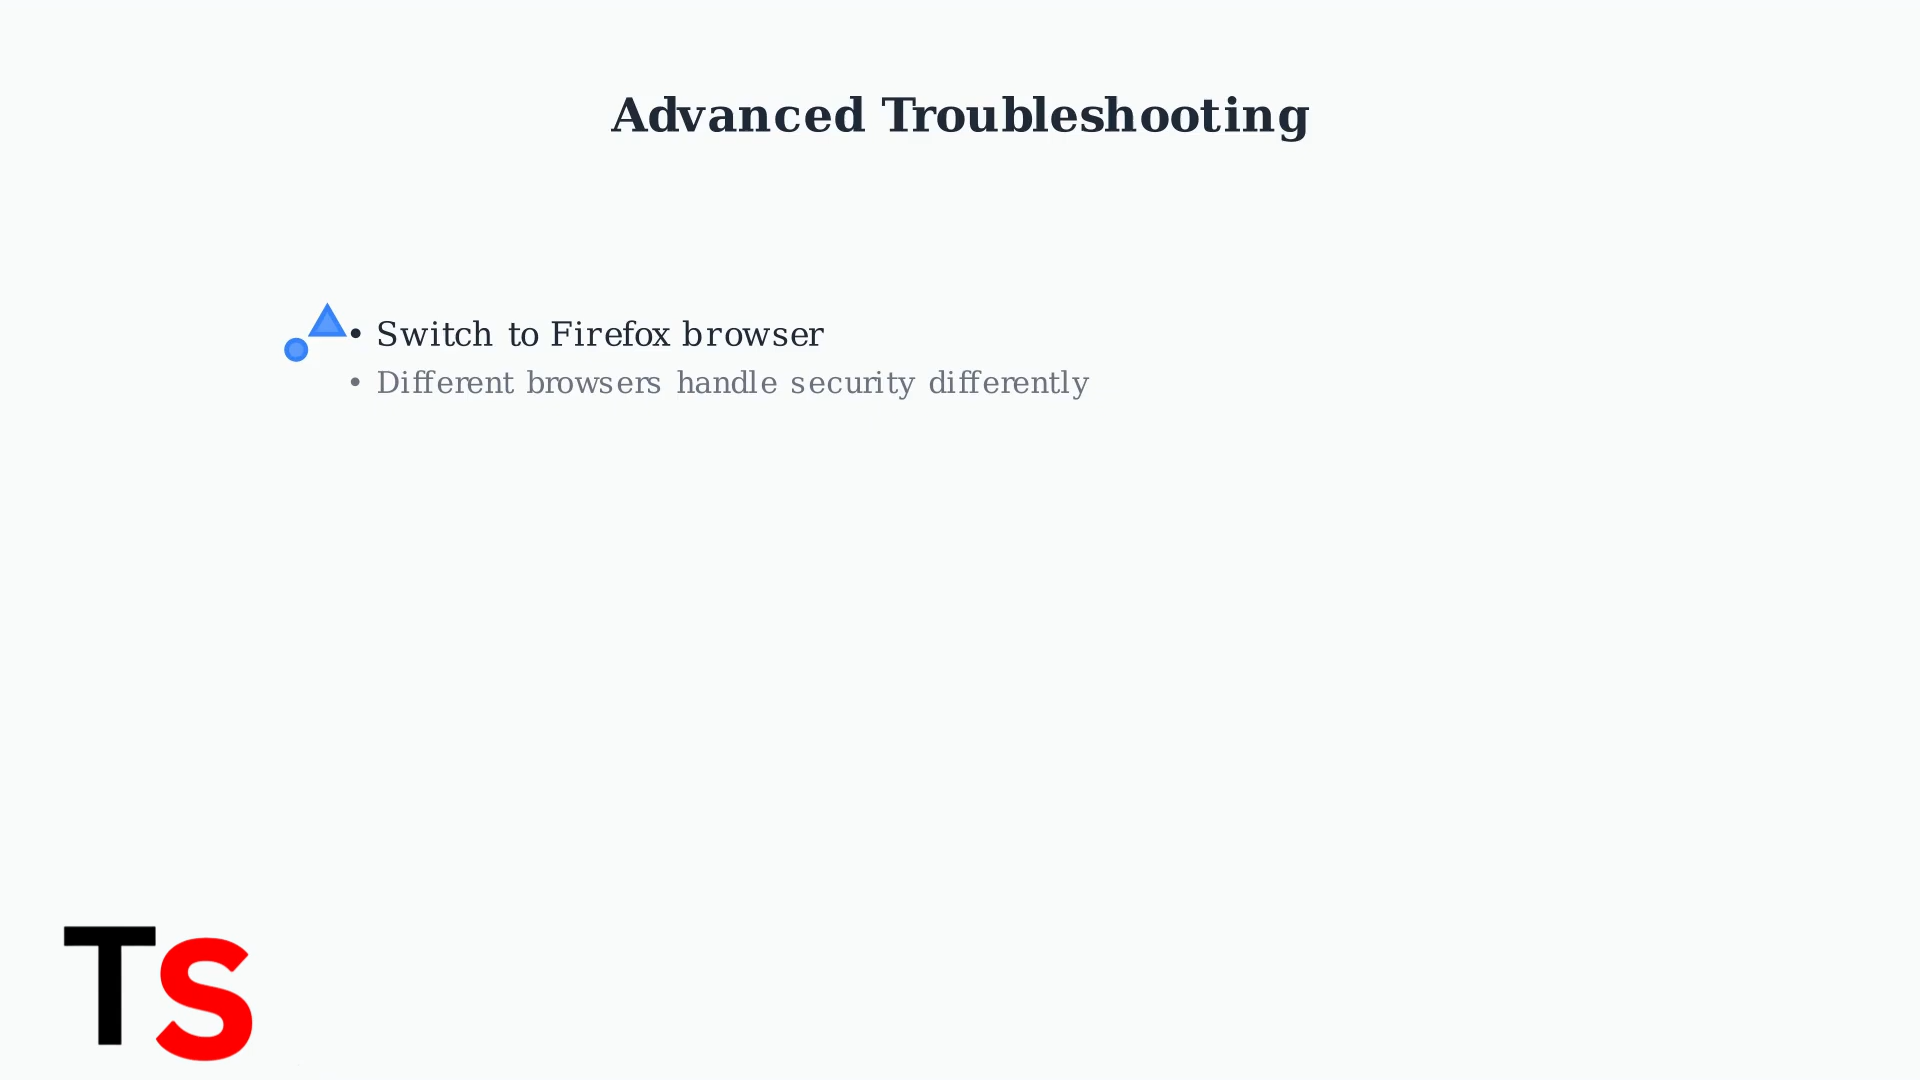 Advanced Troubleshooting
• Switch to Firefox browser
• Different browsers handle security differently
TS